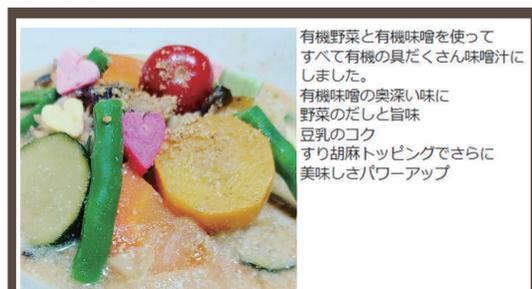 有機野菜と有機味噌を使って
すべて有機の具だくさん味噌汁に
しました。
有機味噌の奥深い味に
野菜のだしと旨味
豆乳のコク
すり胡麻トッピングでさらに
美味しさパワーアップ